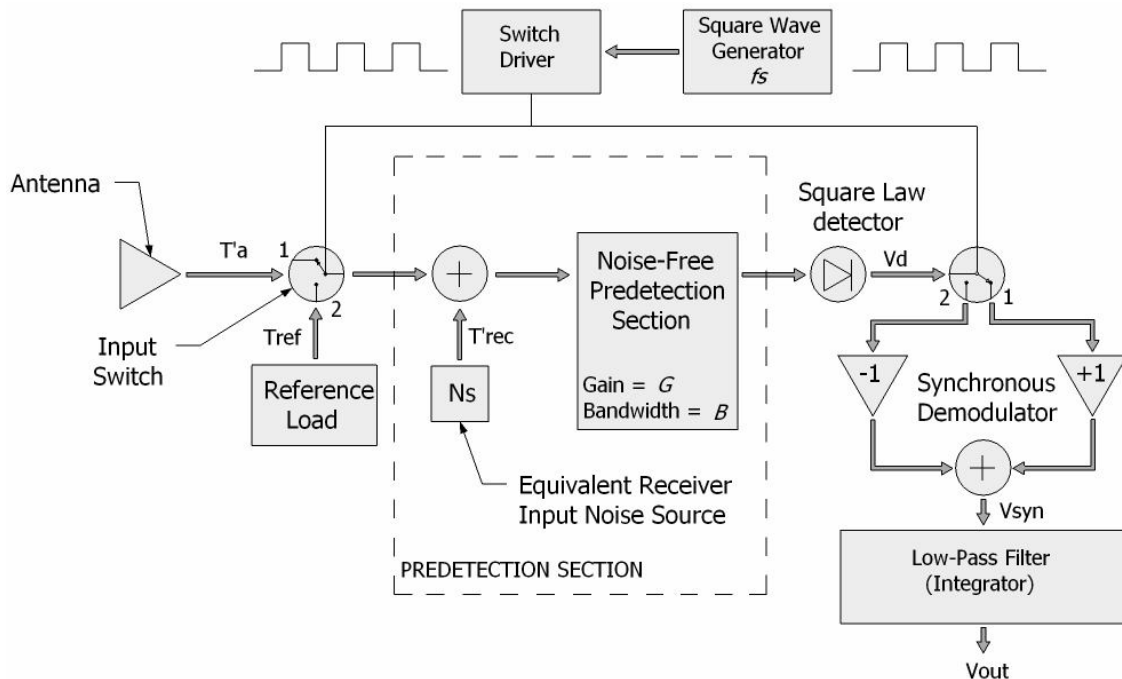 Switch
Driver
Square Wave
Generator
fs
Antenna
T'a
1
2
Input
Switch
Tref
Reference
Load
T'rec
Ns
Equivalent Receiver
Input Noise Source
Noise-Free
Predetection
Section
Gain = G
Bandwidth = B
PREDETECTION SECTION
Square Law
detector
Vd
2
1
-1
+1
Synchronous
Demodulator
Vsyn
Low-Pass Filter
(Integrator)
Vout